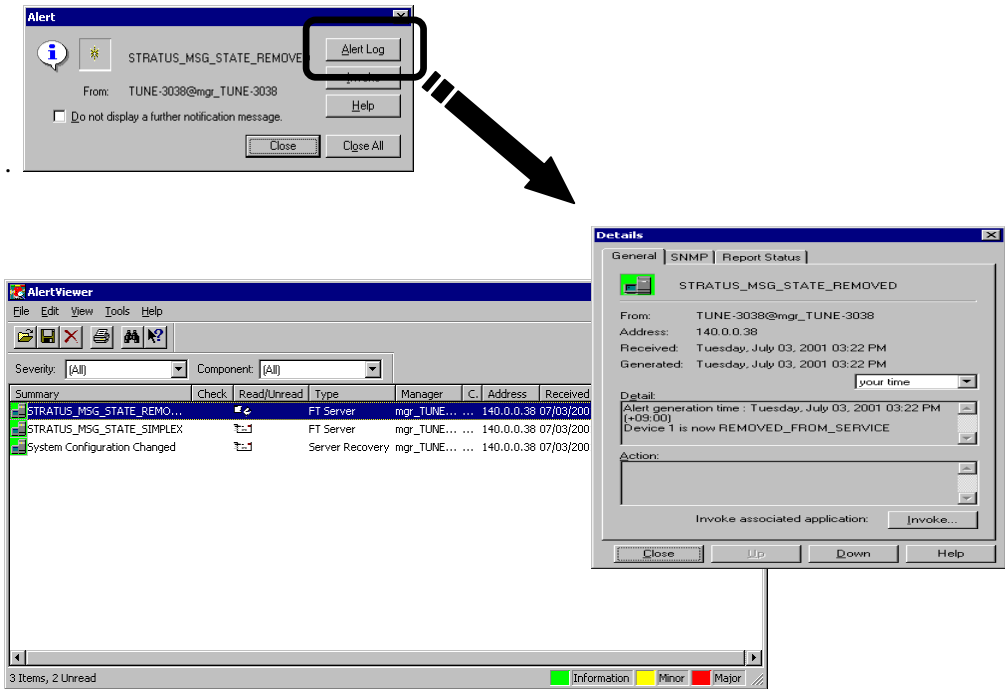 Alert
STRATUS_MSG_STATE_REMOVED
Alert Log
Invoke
From: TUNE-3038@mgr_TUNE-3038
Help
Do not display a further notification message.
Close
Close All
.
Details
General SNMP Report Status
STRATUS_MSG_STATE_REMOVED
From: TUNE-3038@mgr_TUNE-3038
Address: 140.0.0.38
Received: Tuesday, July 03, 2001 03:22 PM
Generated: Tuesday, July 03, 2001 03:22 PM
your time
Detail:
Alert generation time : Tuesday, July 03, 2001 03:22 PM
(+09:00)
Device 1 is now REMOVED_FROM_SERVICE
Action:
Invoke associated application: Invoke...
Close Up Down Help
AlertViewer
File Edit View Tools Help
Severity: (All) Component: (All)
Summary Check Read/Unread Type Manager C. Address Received
STRATUS_MSG_STATE_REMO... FT Server mgr_TUNE... ... 140.0.0.38 07/03/200
STRATUS_MSG_STATE_SIMPLEX FT Server mgr_TUNE... ... 140.0.0.38 07/03/200
System Configuration Changed Server Recovery mgr_TUNE... ... 140.0.0.38 07/03/200
3 Items, 2 Unread
Information Minor Major